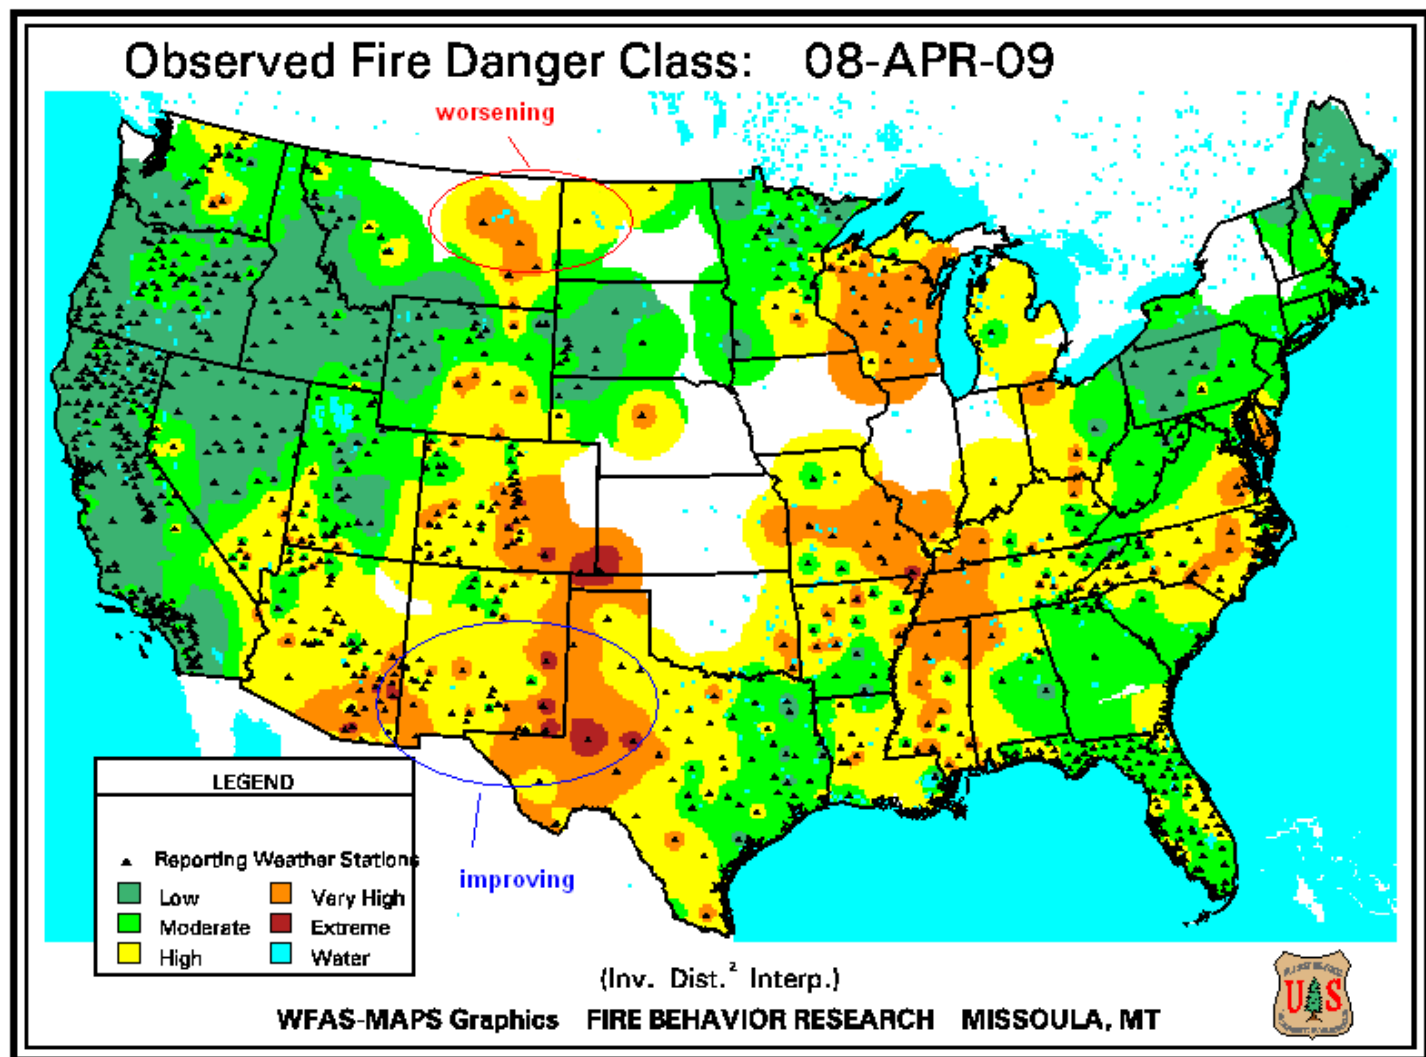 Observed Fire Danger Class: 08-APR-09
worsening
LEGEND
Reporting Weather Stations
Low
Very High
Moderate
Extreme
High
Water
improving
(Inv. Dist.² Interp.)
WFAS-MAPS Graphics FIRE BEHAVIOR RESEARCH MISSOULA, MT
US